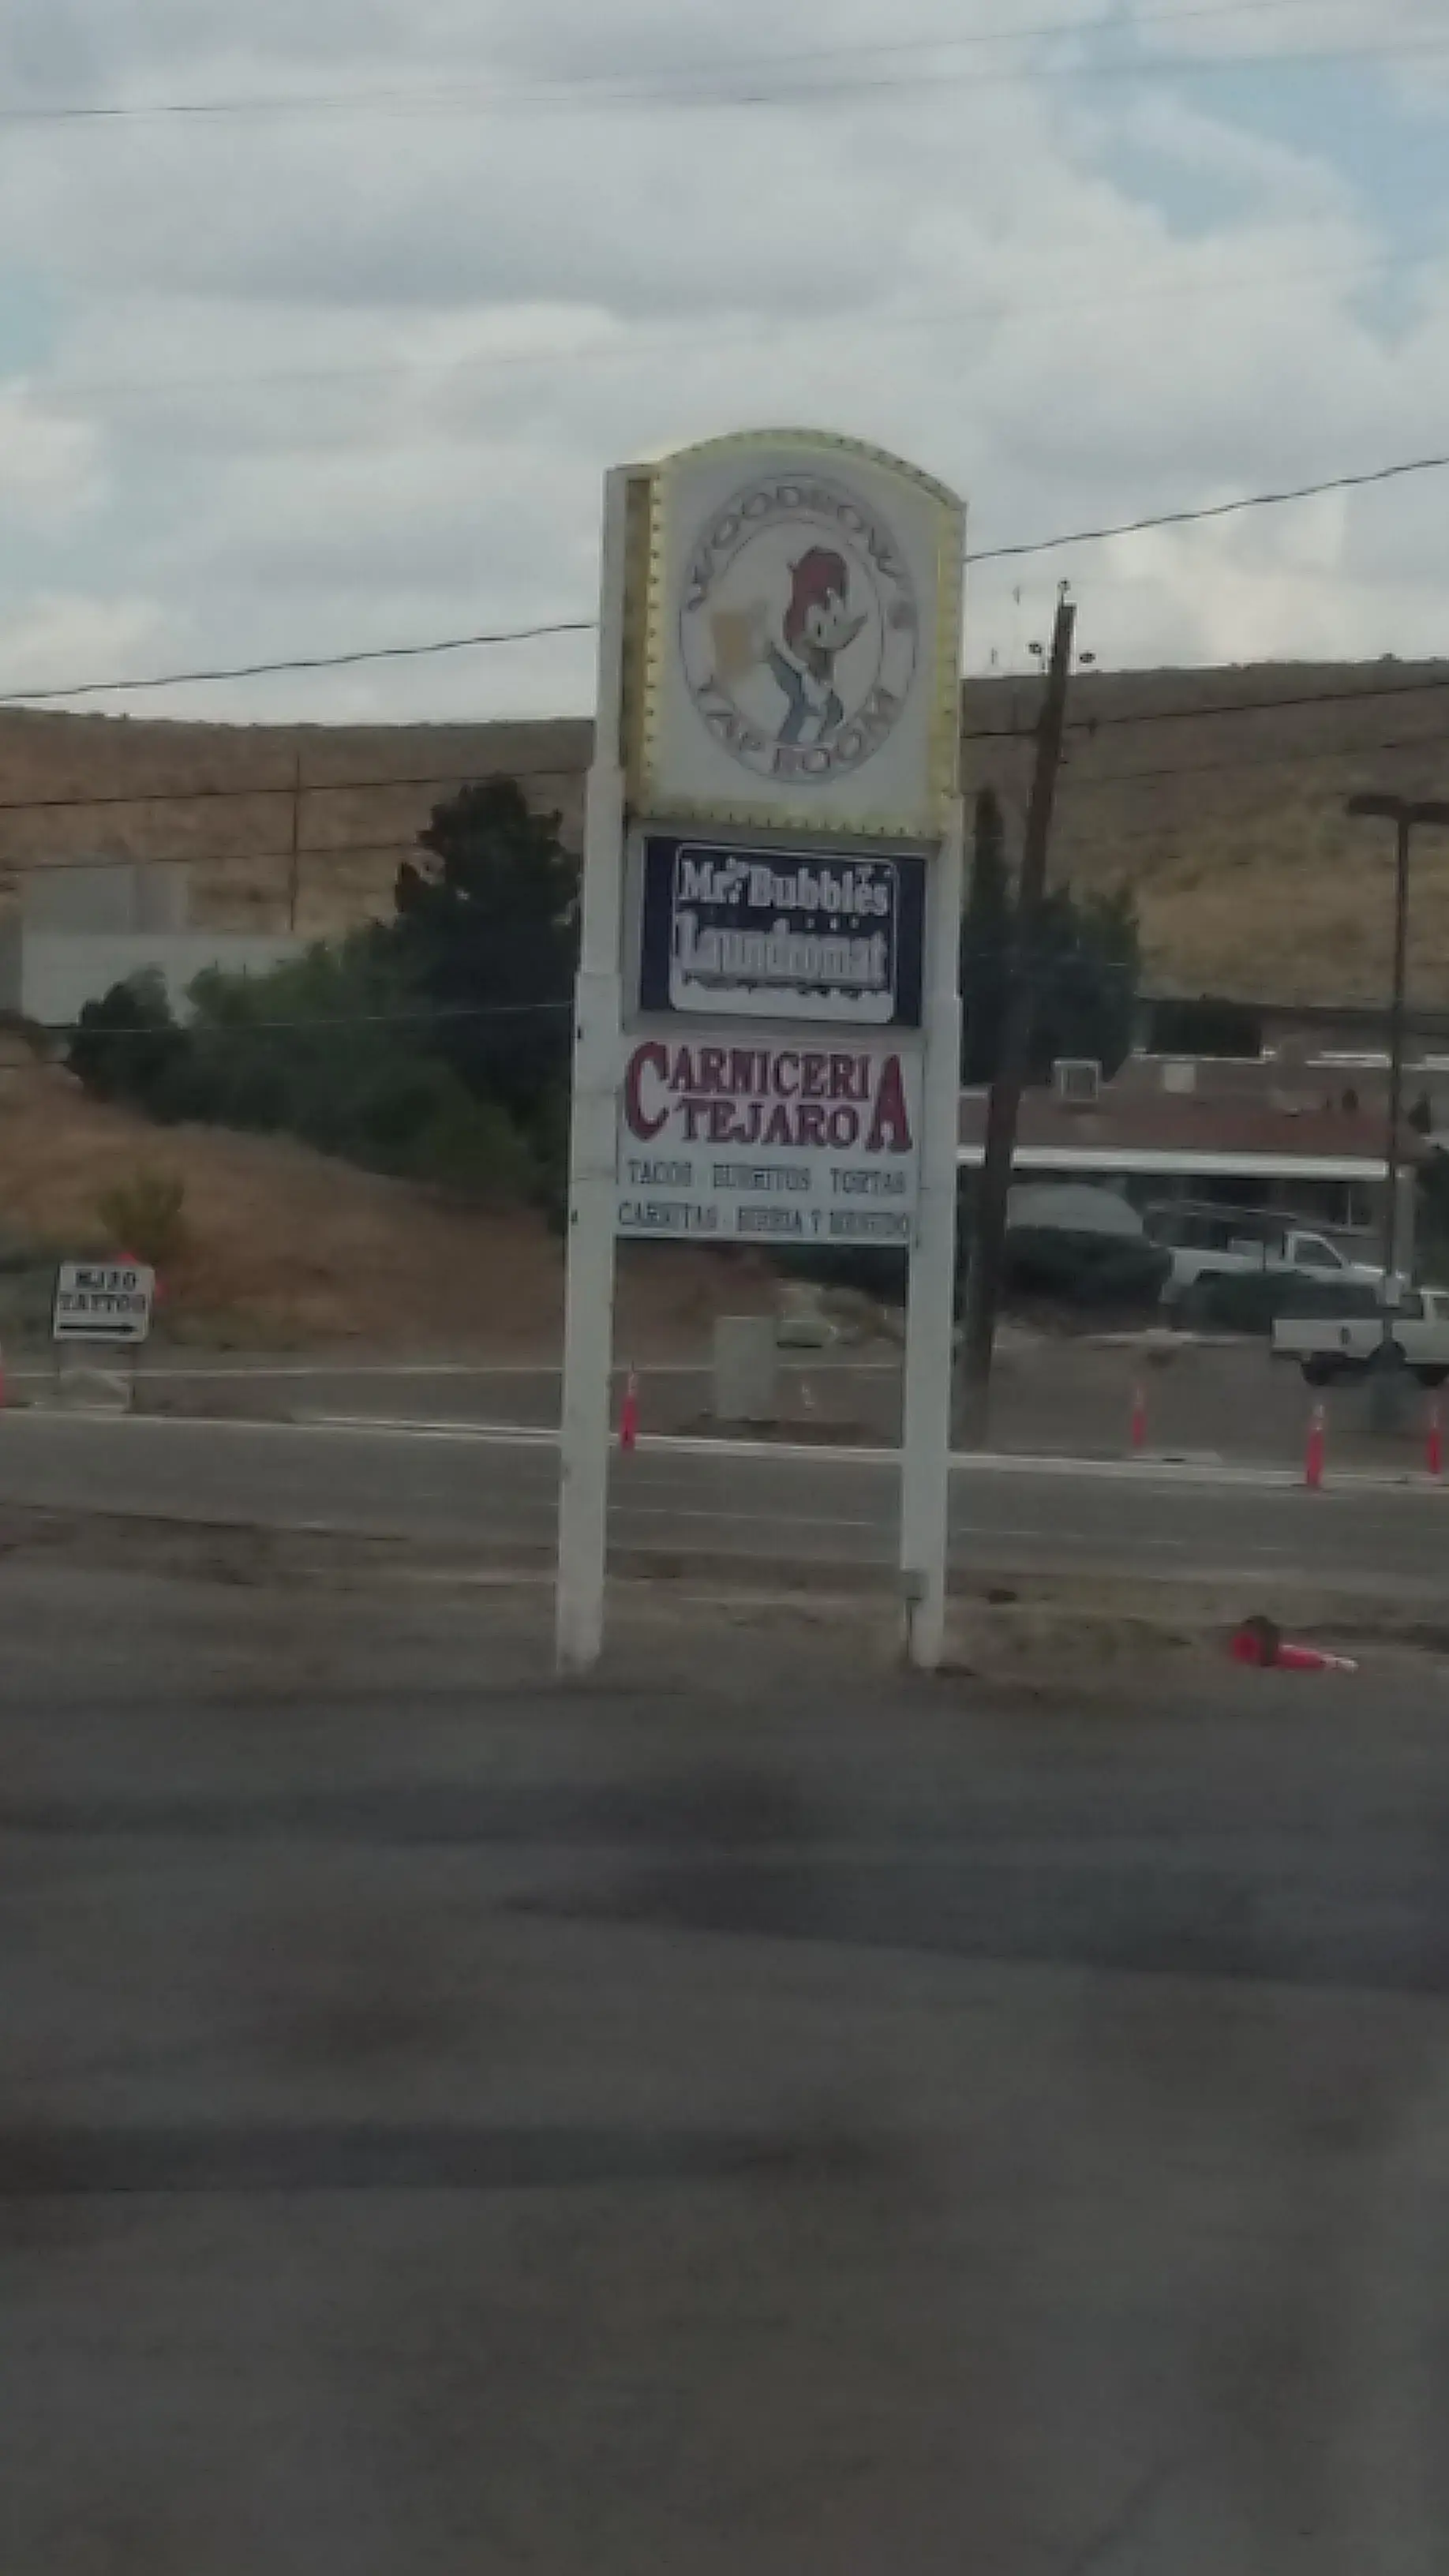 WOODROW'S
TAP ROOM
Mr. Bubbles
Laundromat
CARNICERIA
TEJARO
TACOS BURRITOS TORTAS
CARNITAS - BIRRIA Y MENUDO
TATTOO